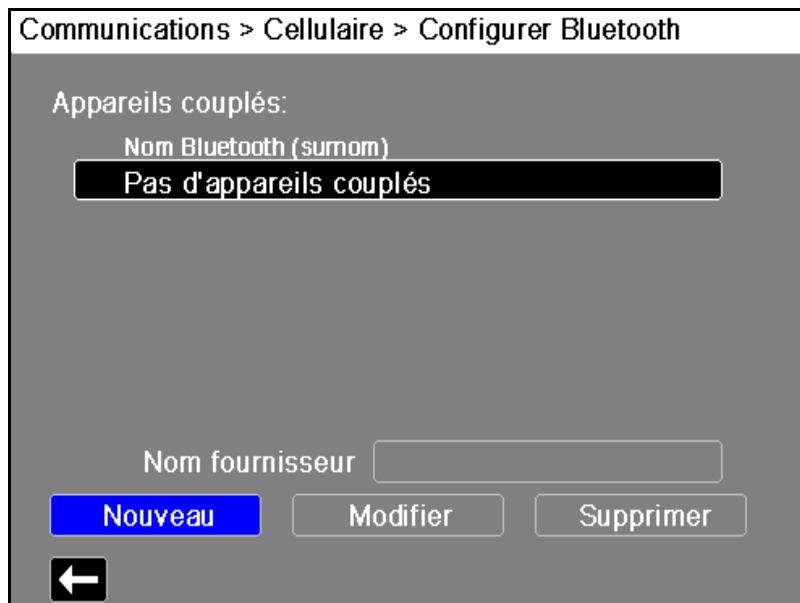 Communications > Cellulaire > Configurer Bluetooth
Appareils couplés:
Nom Bluetooth (surnom)
Pas d'appareils couplés
Nom fournisseur
Nouveau Modifier Supprimer